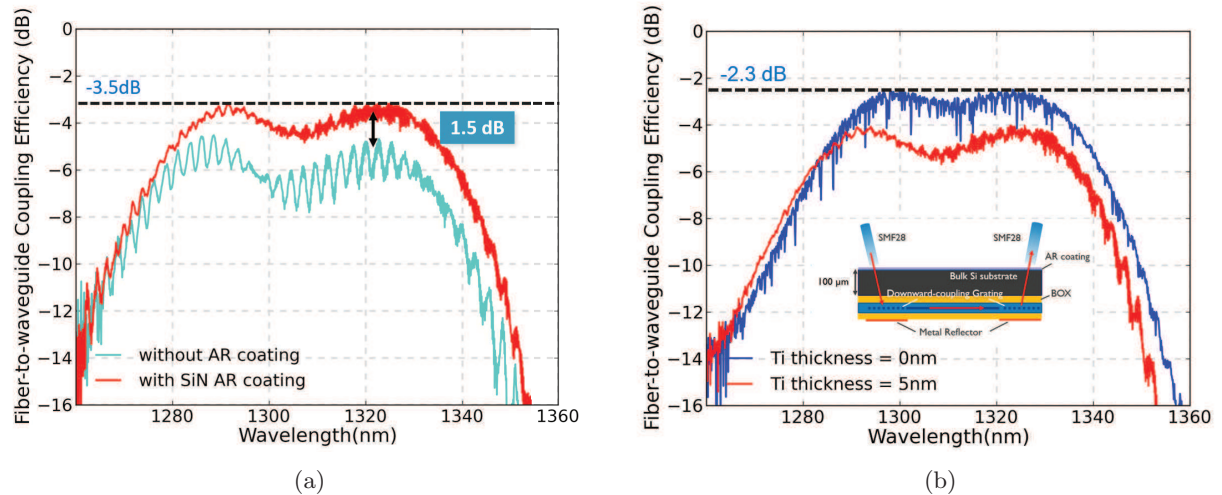 Fiber-to-waveguide Coupling Efficiency (dB)
0
−2
−4
−6
−8
−10
−12
−14
−16
-3.5dB
1.5 dB
without AR coating
with SiN AR coating
1280
1300
1320
1340
1360
Wavelength(nm)
(a)
Fiber-to-waveguide Coupling Efficiency (dB)
0
−2
−4
−6
−8
−10
−12
−14
−16
-2.3 dB
SMF28
SMF28
AR coating
Bulk Si substrate
100 μm
Downward-coupling Grating
BOX
Metal Reflector
Ti thickness = 0nm
Ti thickness = 5nm
1280
1300
1320
1340
1360
Wavelength(nm)
(b)